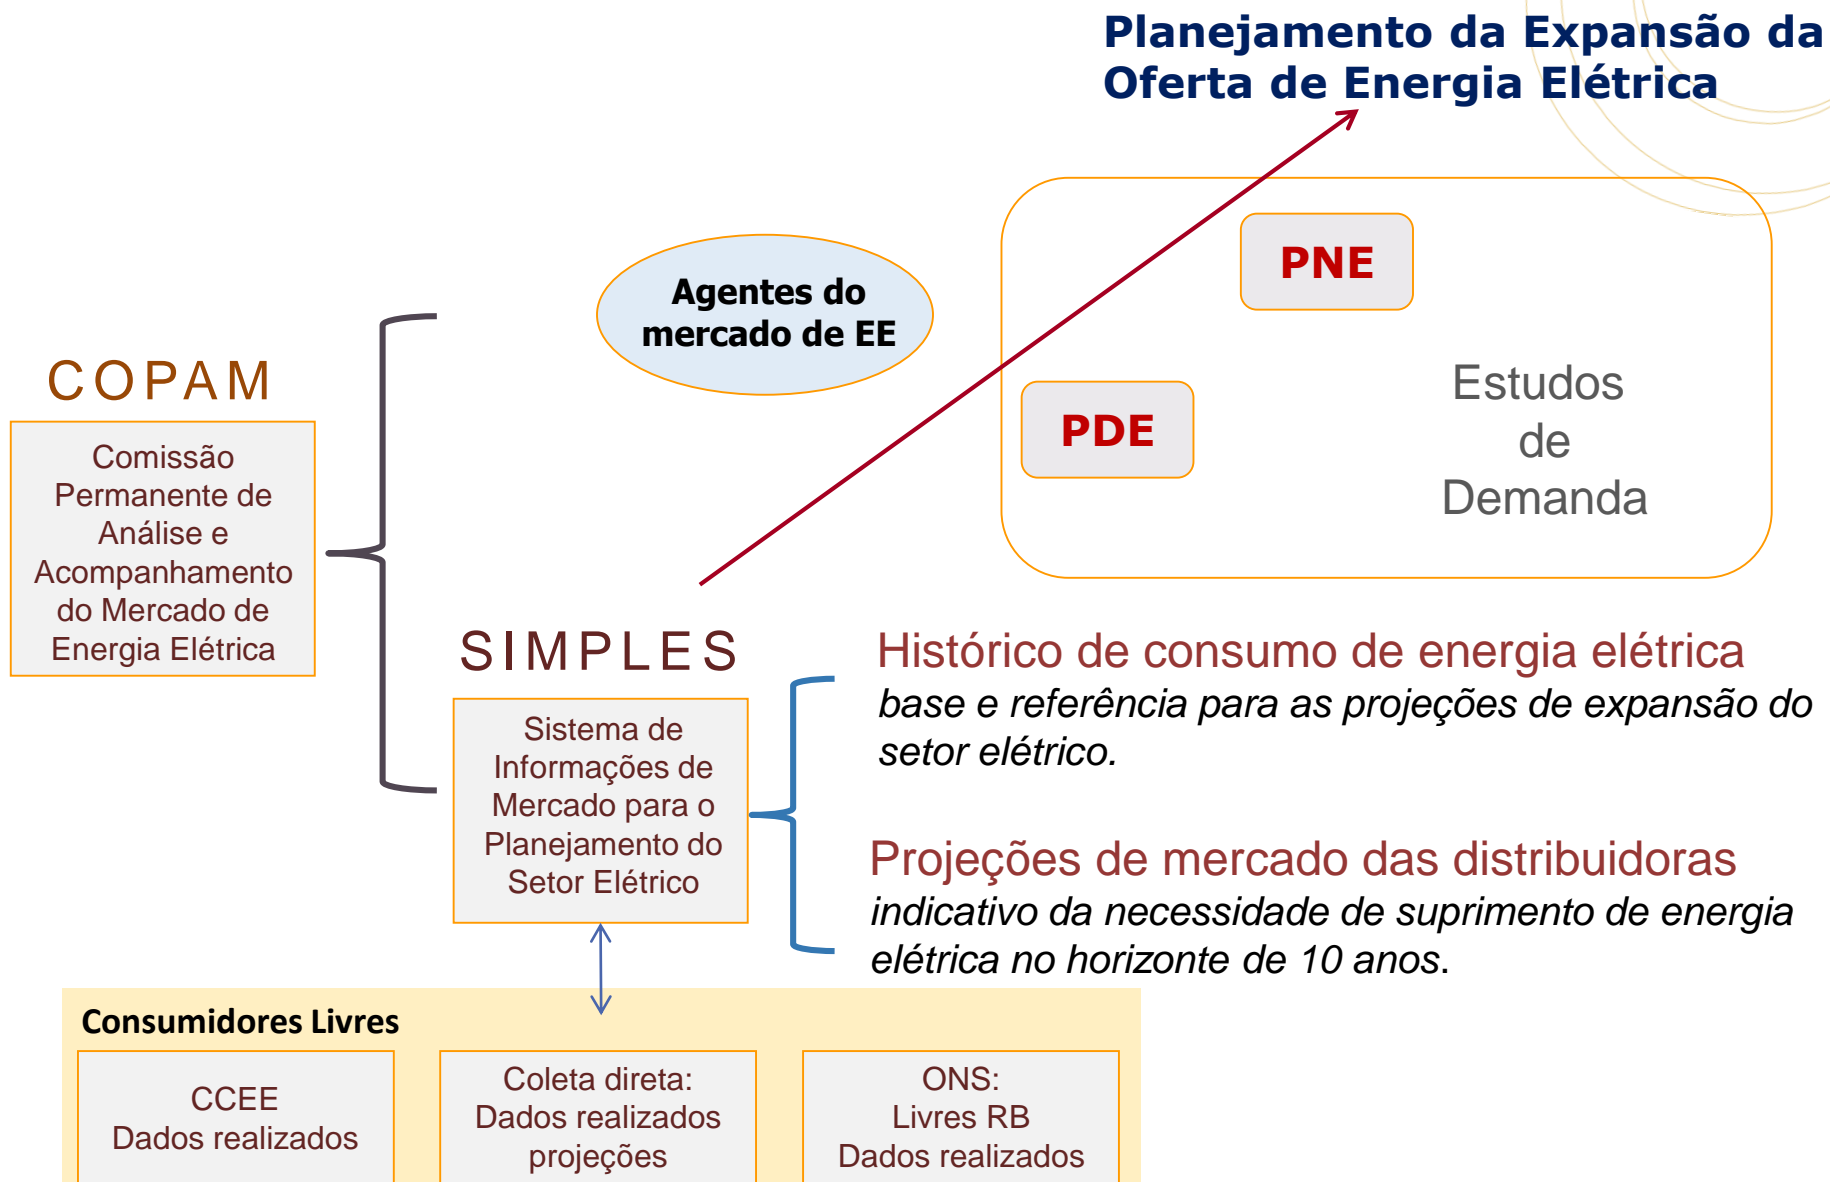 Planejamento da Expansão da
Oferta de Energia Elétrica
PNE
Agentes do
mercado de EE
COPAM
Estudos
de
Demanda
PDE
Comissão
Permanente de
Análise e
Acompanhamento
do Mercado de
Energia Elétrica
SIMPLES
Sistema de
Informações de
Mercado para o
Planejamento do
Setor Elétrico
Histórico de consumo de energia elétrica
base e referência para as projeções de expansão do
setor elétrico.
Projeções de mercado das distribuidoras
indicativo da necessidade de suprimento de energia
elétrica no horizonte de 10 anos.
Consumidores Livres
CCEE
Dados realizados
Coleta direta:
Dados realizados
projeções
ONS:
Livres RB
Dados realizados